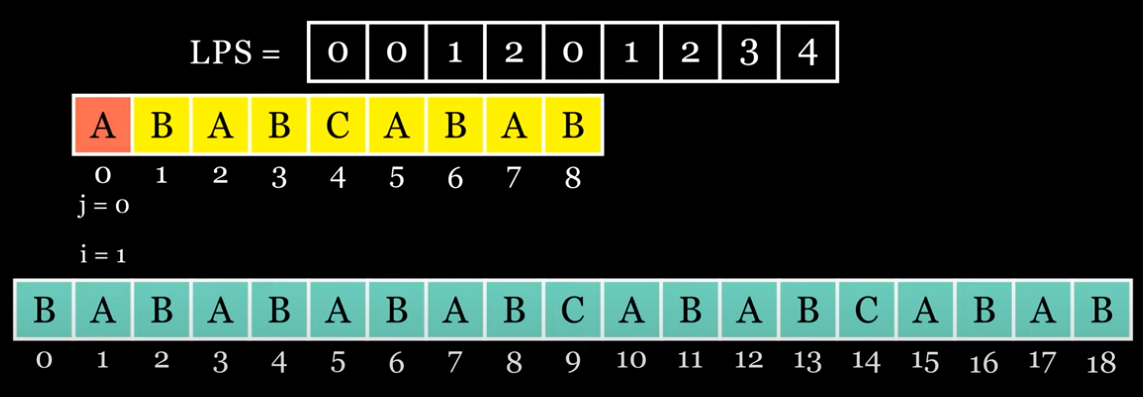 LPS = 0 0 1 2 0 1 2 3 4
A B A B C A B A B
0 1 2 3 4 5 6 7 8
j = 0
i = 1
B A B A B A B A B C A B A B C A B A B
0 1 2 3 4 5 6 7 8 9 10 11 12 13 14 15 16 17 18